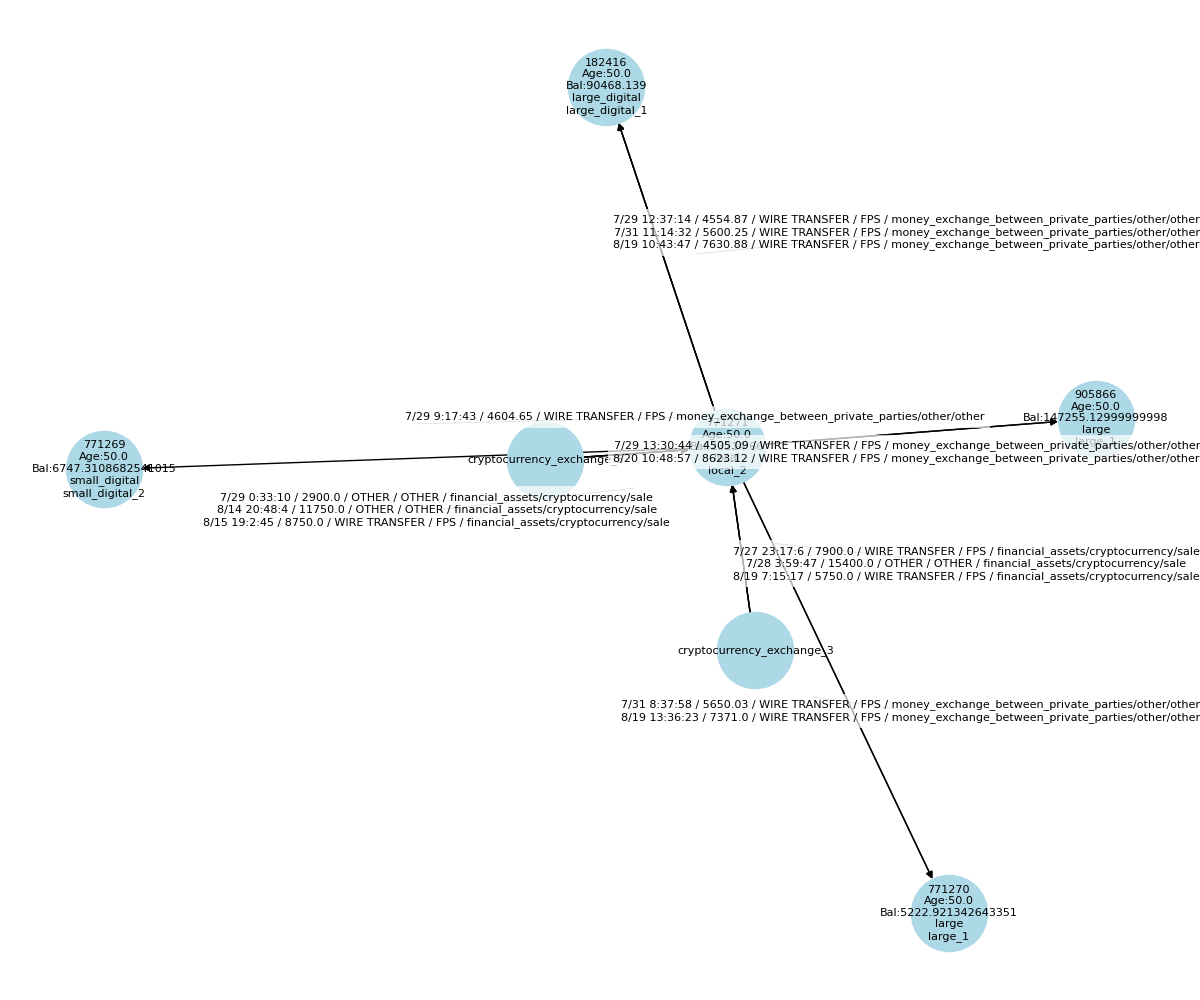 182416
Age:50.0
Bal:90468.139
large_digital
large_digital_1
7/29 12:37:14 / 4554.87 / WIRE TRANSFER / FPS / money_exchange_between_private_parties/other/other
7/31 11:14:32 / 5600.25 / WIRE TRANSFER / FPS / money_exchange_between_private_parties/other/other
8/19 10:43:47 / 7630.88 / WIRE TRANSFER / FPS / money_exchange_between_private_parties/other/other
905866
Age:50.0
Bal:147255.12999999998
large
large_1
7/29 9:17:43 / 4604.65 / WIRE TRANSFER / FPS / money_exchange_between_private_parties/other/other
771271
Age:50.0
local_2
7/29 13:30:44 / 4505.09 / WIRE TRANSFER / FPS / money_exchange_between_private_parties/other/other
8/20 10:48:57 / 8623.12 / WIRE TRANSFER / FPS / money_exchange_between_private_parties/other/other
771269
Age:50.0
small_digital
small_digital_2
7/29 0:33:10 / 2900.0 / OTHER / OTHER / financial_assets/cryptocurrency/sale
8/14 20:48:4 / 11750.0 / OTHER / OTHER / financial_assets/cryptocurrency/sale
8/15 19:2:45 / 8750.0 / WIRE TRANSFER / FPS / financial_assets/cryptocurrency/sale
7/27 23:17:6 / 7900.0 / WIRE TRANSFER / FPS / financial_assets/cryptocurrency/sale
7/28 3:59:47 / 15400.0 / OTHER / OTHER / financial_assets/cryptocurrency/sale
8/19 7:15:17 / 5750.0 / WIRE TRANSFER / FPS / financial_assets/cryptocurrency/sale
cryptocurrency_exchange_3
7/31 8:37:58 / 5650.03 / WIRE TRANSFER / FPS / money_exchange_between_private_parties/other/other
8/19 13:36:23 / 7371.0 / WIRE TRANSFER / FPS / money_exchange_between_private_parties/other/other
771270
Age:50.0
Bal:5222.921342643351
large
large_1